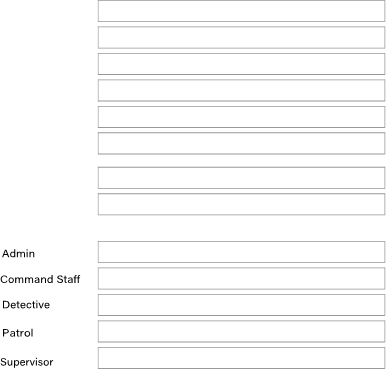 Admin
Command Staff
Detective
Patrol
Supervisor